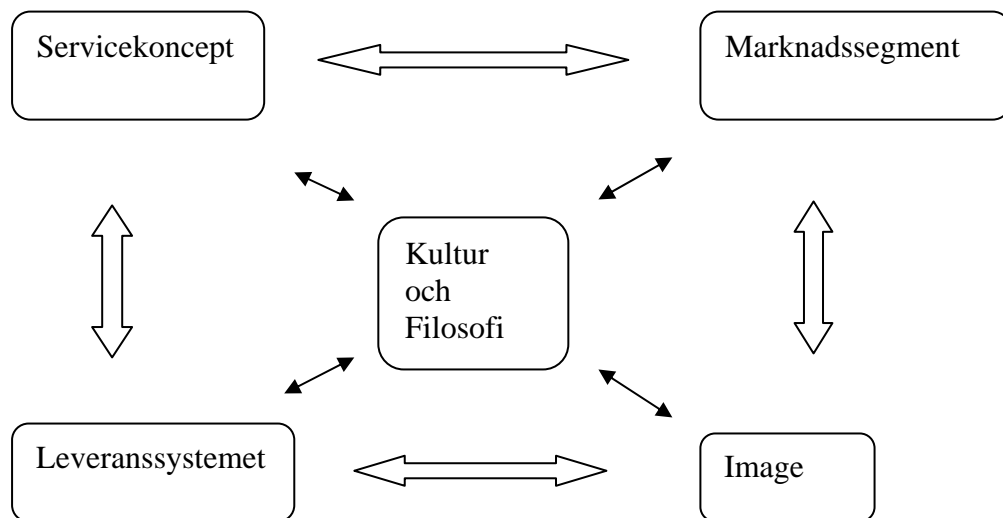 Servicekoncept
Marknadssegment
Kultur
och
Filosofi
Leveranssystemet
Image